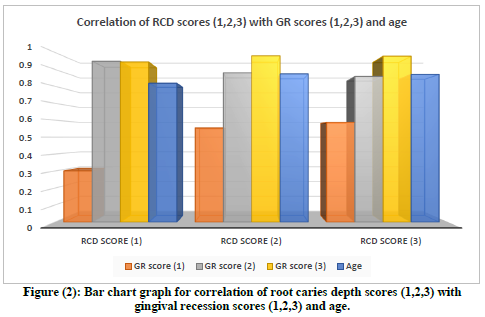 Correlation of RCD scores (1,2,3) with GR scores (1,2,3) and age
1
0.9
0.8
0.7
0.6
0.5
0.4
0.3
0.2
0.1
0
RCD SCORE (1) RCD SCORE (2) RCD SCORE (3)
GR score (1) GR score (2) GR score (3) Age
Figure (2): Bar chart graph for correlation of root caries depth scores (1,2,3) with
gingival recession scores (1,2,3) and age.